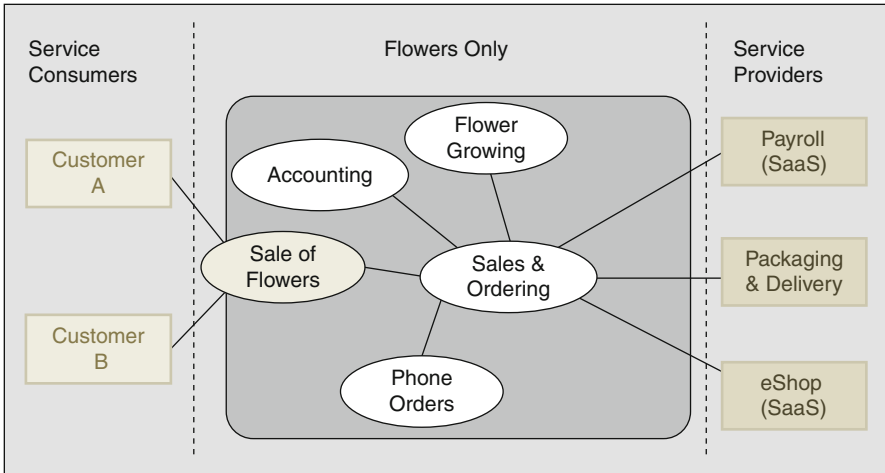 Service
Consumers
Flowers Only
Service
Providers
Customer
A
Customer
B
Accounting
Flower
Growing
Sale of
Flowers
Sales &
Ordering
Phone
Orders
Payroll
(SaaS)
Packaging
& Delivery
eShop
(SaaS)